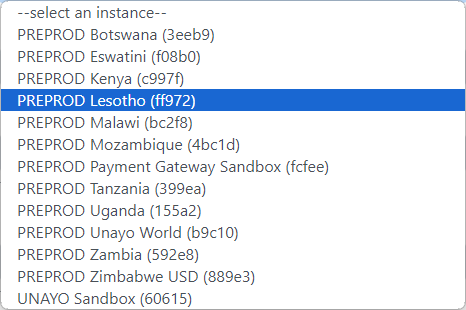 --select an instance--
PREPROD Botswana (3eeb9)
PREPROD Eswatini (f08b0)
PREPROD Kenya (c997f)
PREPROD Lesotho (ff972)
PREPROD Malawi (bc2f8)
PREPROD Mozambique (4bc1d)
PREPROD Payment Gateway Sandbox (fcfee)
PREPROD Tanzania (399ea)
PREPROD Uganda (155a2)
PREPROD Unayo World (b9c10)
PREPROD Zambia (592e8)
PREPROD Zimbabwe USD (889e3)
UNAYO Sandbox (60615)